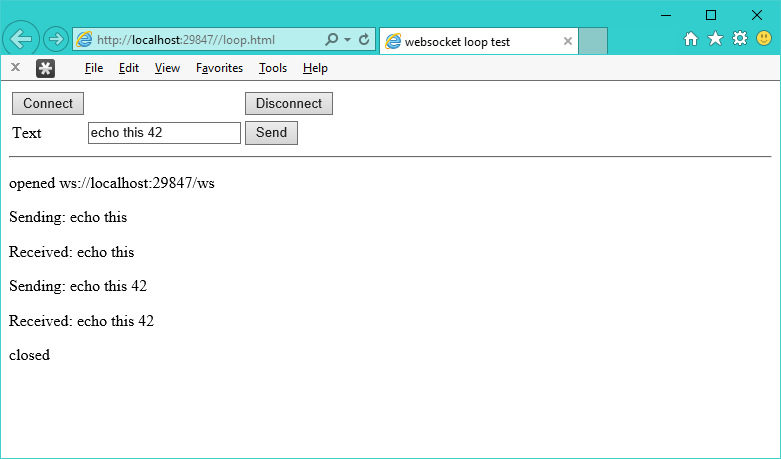 http://localhost:29847//loop.html
websocket loop test
File Edit View Favorites Tools Help
Connect Disconnect
Text echo this 42 Send
opened ws://localhost:29847/ws
Sending: echo this
Received: echo this
Sending: echo this 42
Received: echo this 42
closed